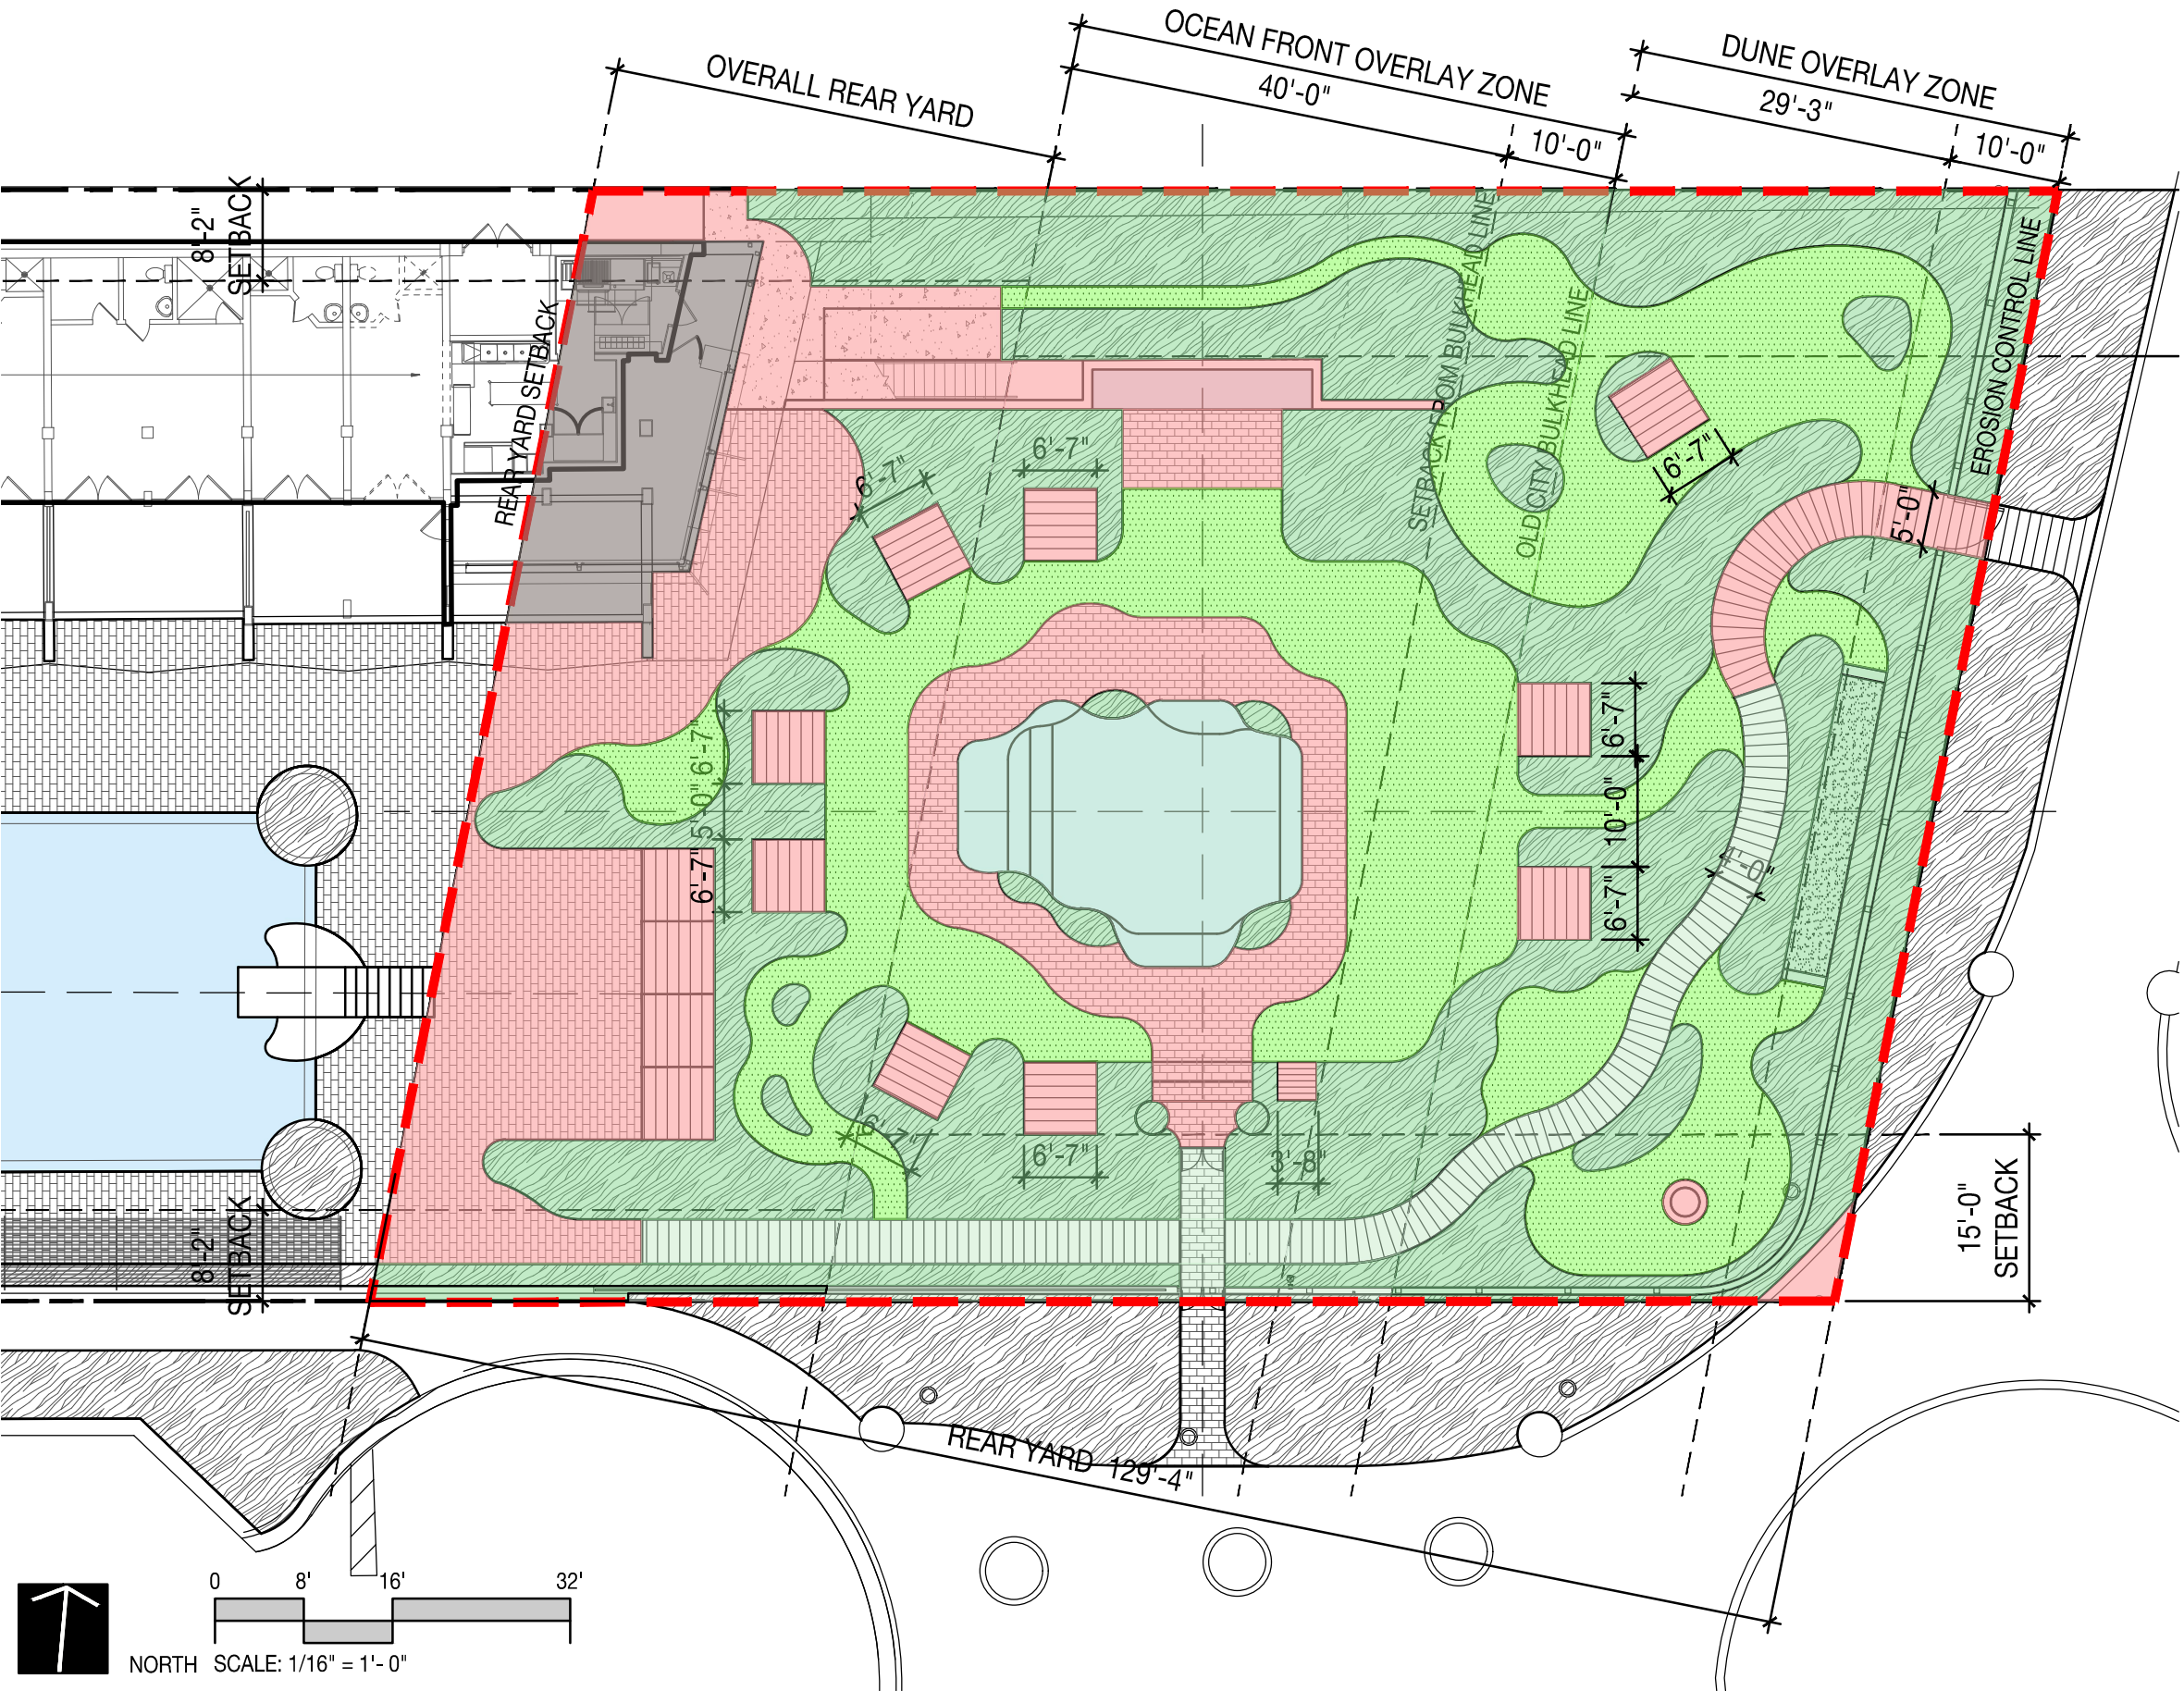 OVERALL REAR YARD
OCEAN FRONT OVERLAY ZONE
40'-0"
10'-0"
DUNE OVERLAY ZONE
29'-3"
10'-0"
8'-2"
SETBACK
REAR YARD SETBACK
SETBACK FROM BULKHEAD LINE
OLD CITY BULKHEAD LINE
EROSION CONTROL LINE
6'-7"
6'-7"
6'-7"
5'-0"
6'-7"
5'-0"
6'-7"
6'-7"
10'-0"
6'-7"
4'-0"
6'-7"
6'-7"
3'-8"
15'-0"
SETBACK
8'-2"
SETBACK
REAR YARD 129'-4"
0 8' 16' 32'
NORTH SCALE: 1/16" = 1'- 0"